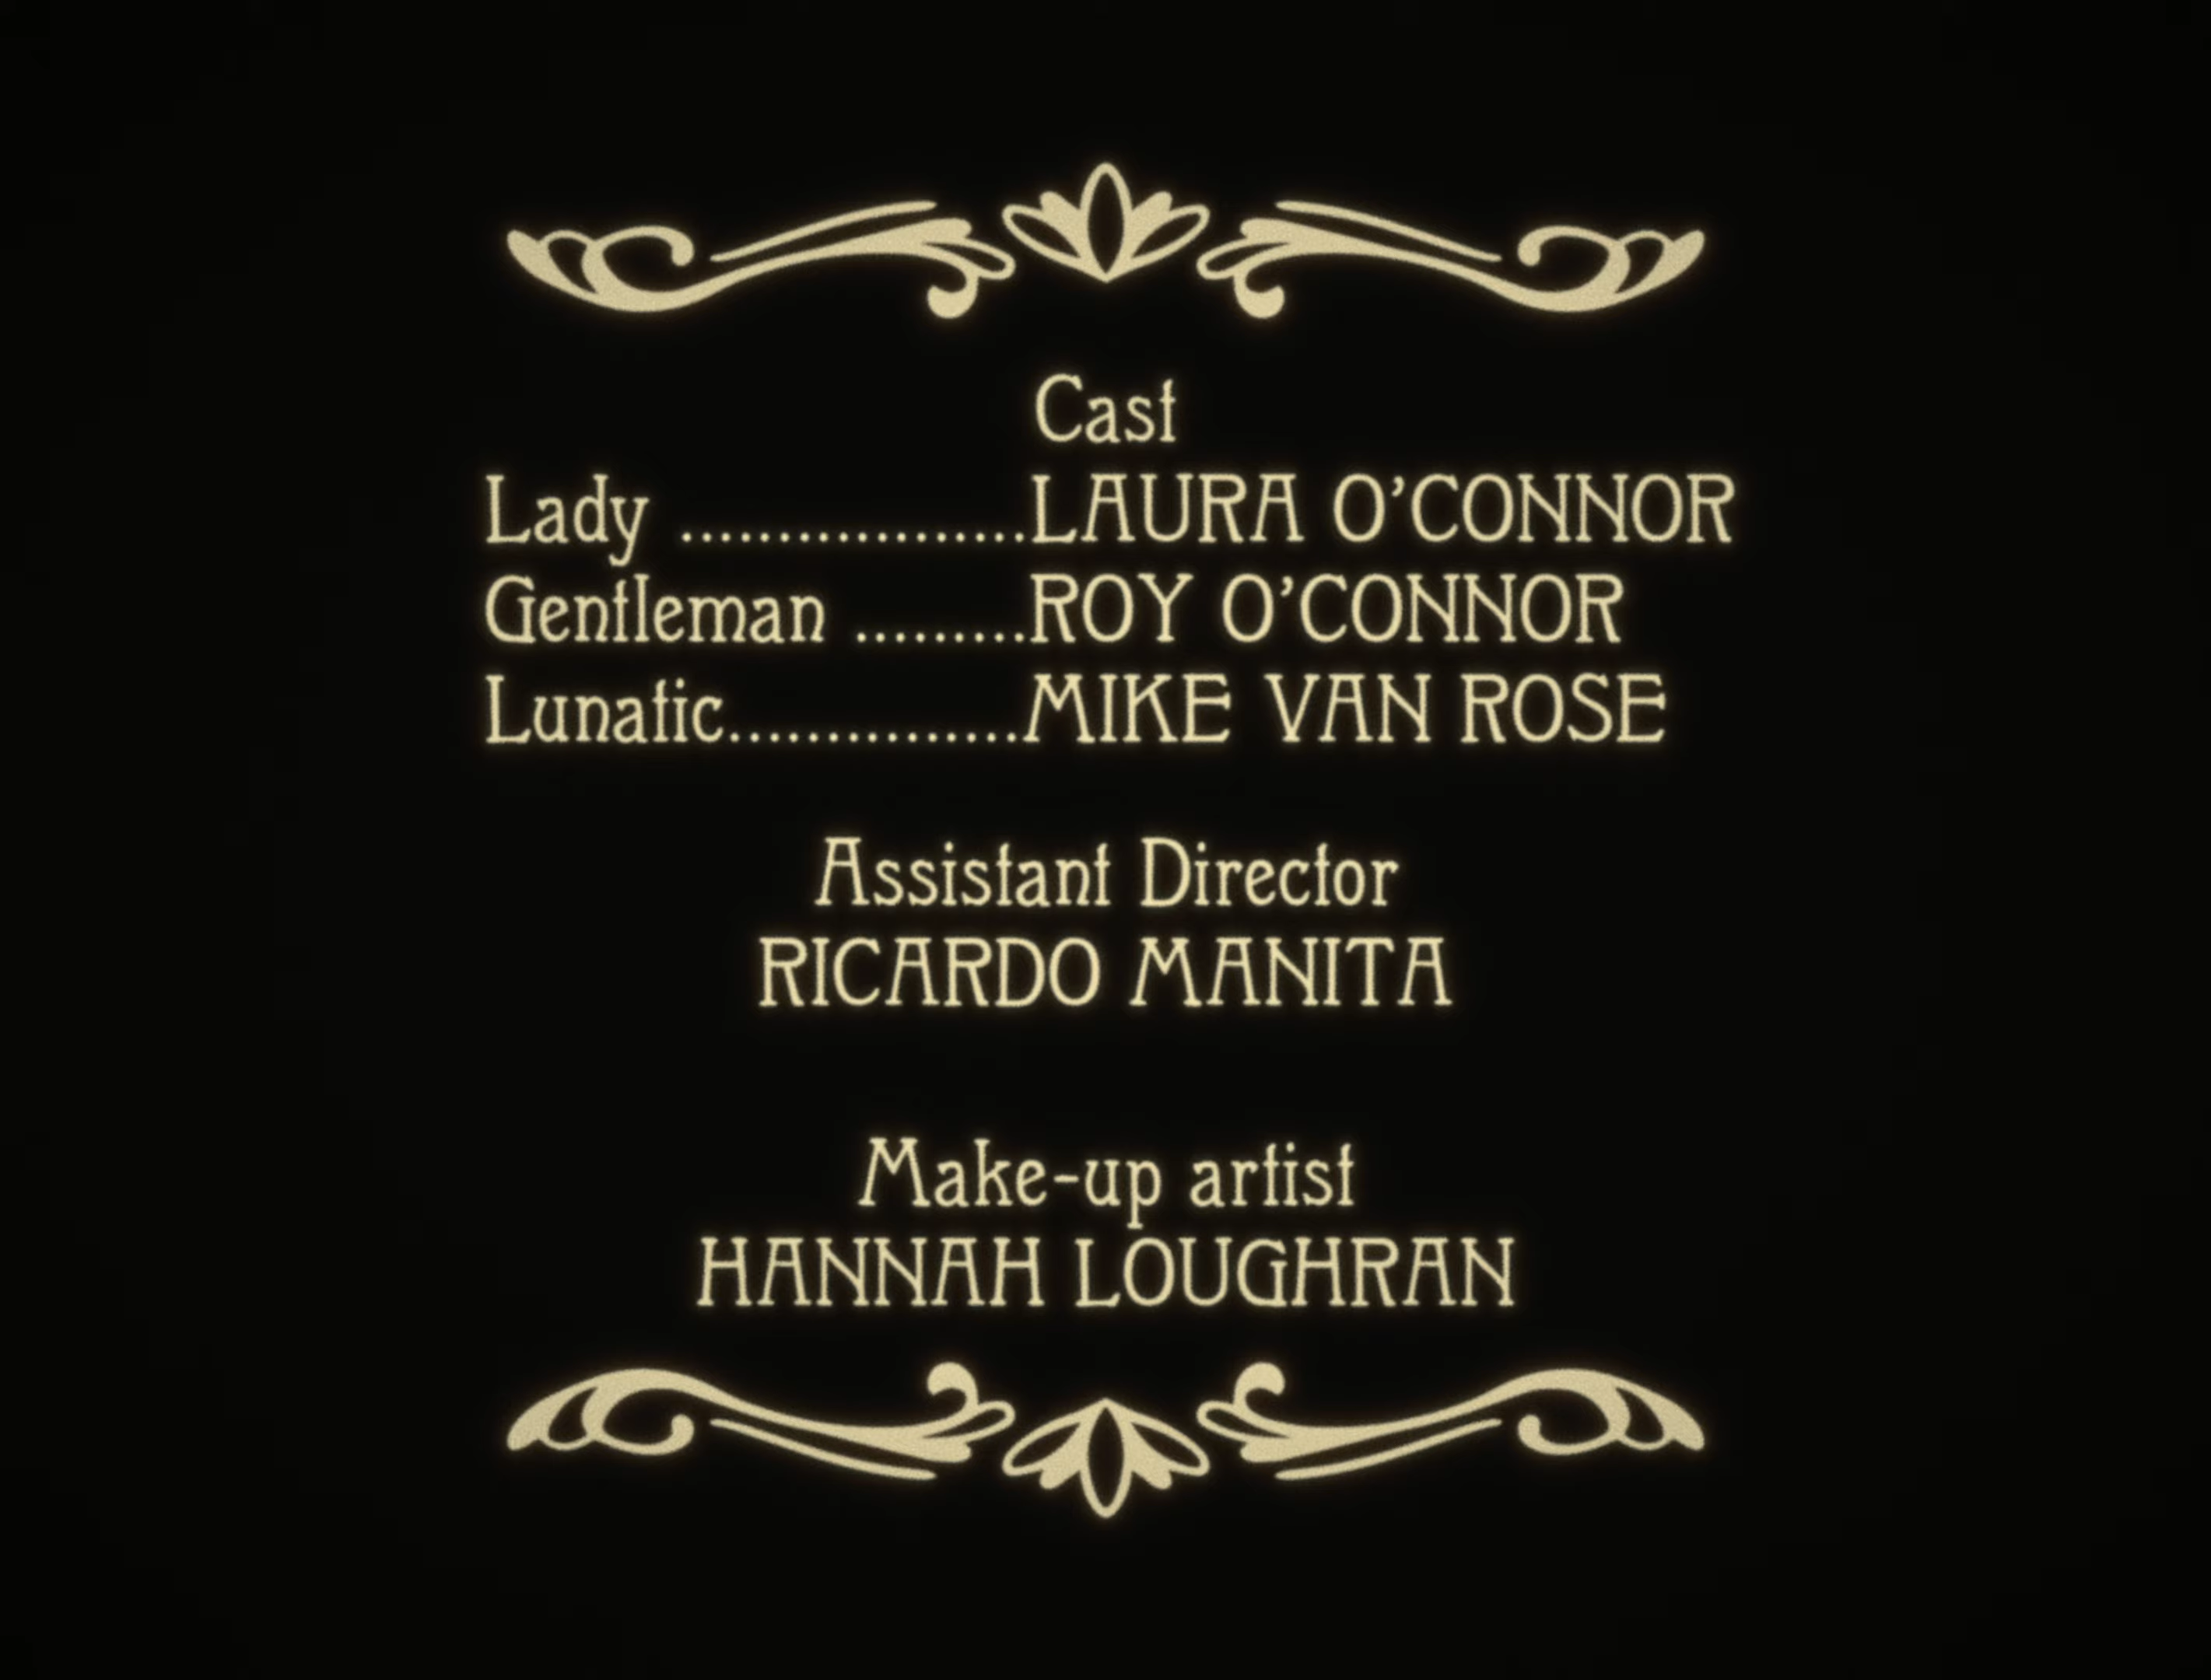 Cast
Lady ..................LAURA O’CONNOR
Gentleman .........ROY O’CONNOR
Lunatic...............MIKE VAN ROSE
Assistant Director
RICARDO MANITA
Make-up artist
HANNAH LOUGHRAN